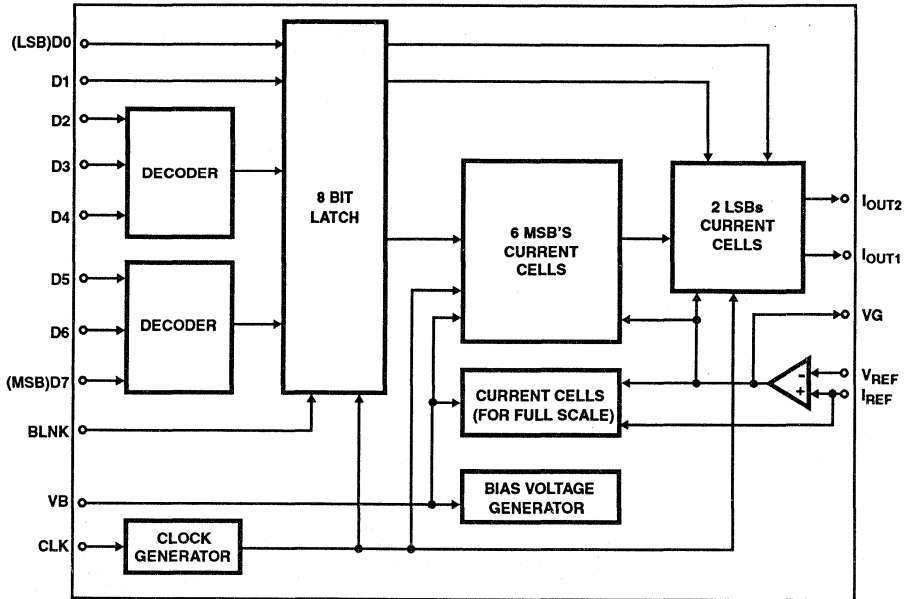 (LSB)D0
D1
D2
D3
D4
D5
D6
(MSB)D7
BLNK
VB
CLK
DECODER
DECODER
CLOCK
GENERATOR
8 BIT
LATCH
6 MSB'S
CURRENT
CELLS
CURRENT CELLS
(FOR FULL SCALE)
BIAS VOLTAGE
GENERATOR
2 LSBs
CURRENT
CELLS
-
+
IOUT2
IOUT1
VG
VREF
IREF